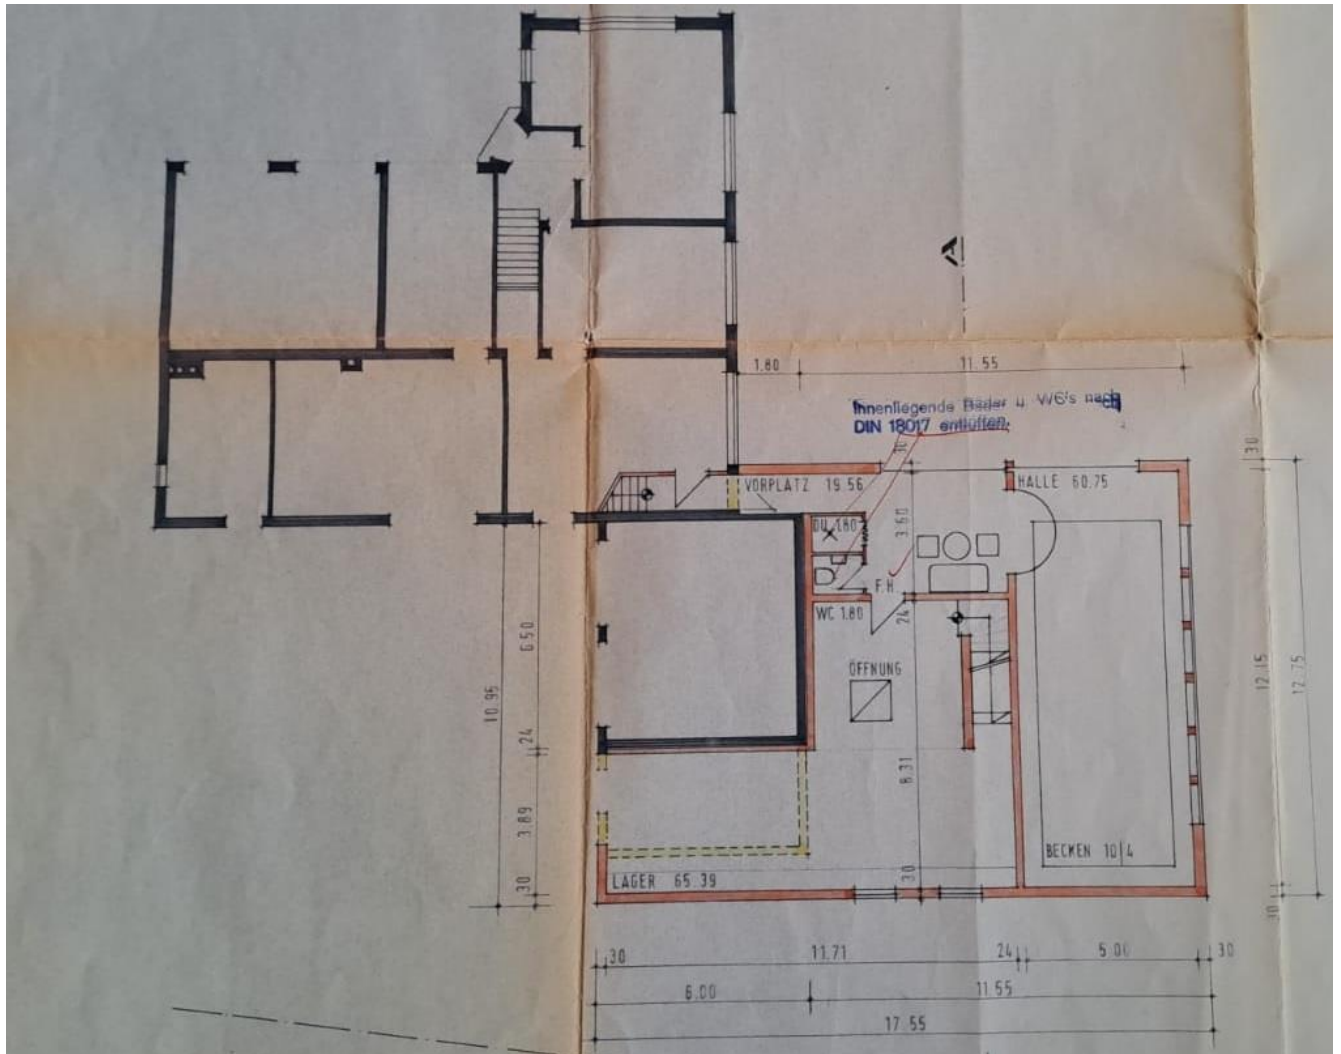 A
1.80
11.55
Innenliegende Bäder u. WC's nach
DIN 18017 entlüften.
30
30
VORPLATZ 19.56
HALLE 60.75
DU 1.80
3.60
F.H
WC 1.80
24
ÖFFNUNG
6.50
10.95
24
8.31
12.15
12.75
3.89
BECKEN 10|4
30
LAGER 65.39
30
30
30
11.71
24
5.00
30
6.00
11.55
17.55